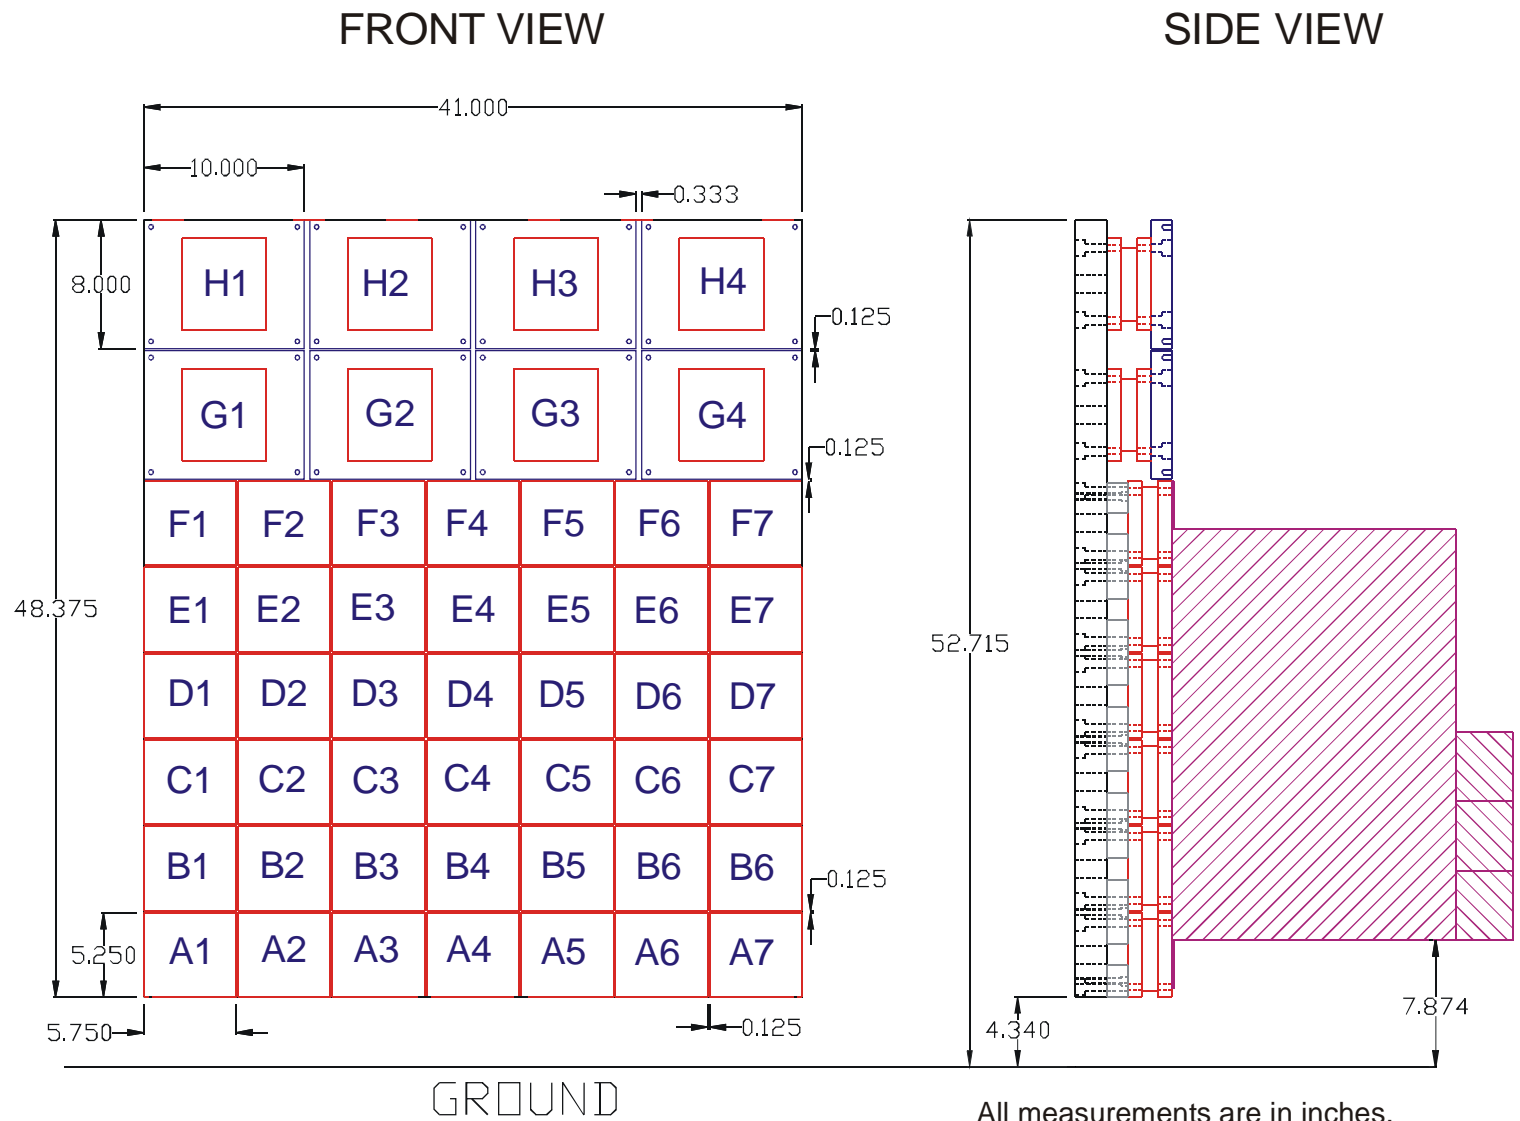 FRONT VIEW SIDE VIEW
41.000
10.000
0.333
H1 H2 H3 H4
8.000
0.125
G1 G2 G3 G4
0.125
F1 F2 F3 F4 F5 F6 F7
E1 E2 E3 E4 E5 E6 E7
48.375
52.715
D1 D2 D3 D4 D5 D6 D7
C1 C2 C3 C4 C5 C6 C7
B1 B2 B3 B4 B5 B6 B6
0.125
A1 A2 A3 A4 A5 A6 A7
5.250
7.874
5.750
0.125
4.340
GROUND
All measurements are in inches.